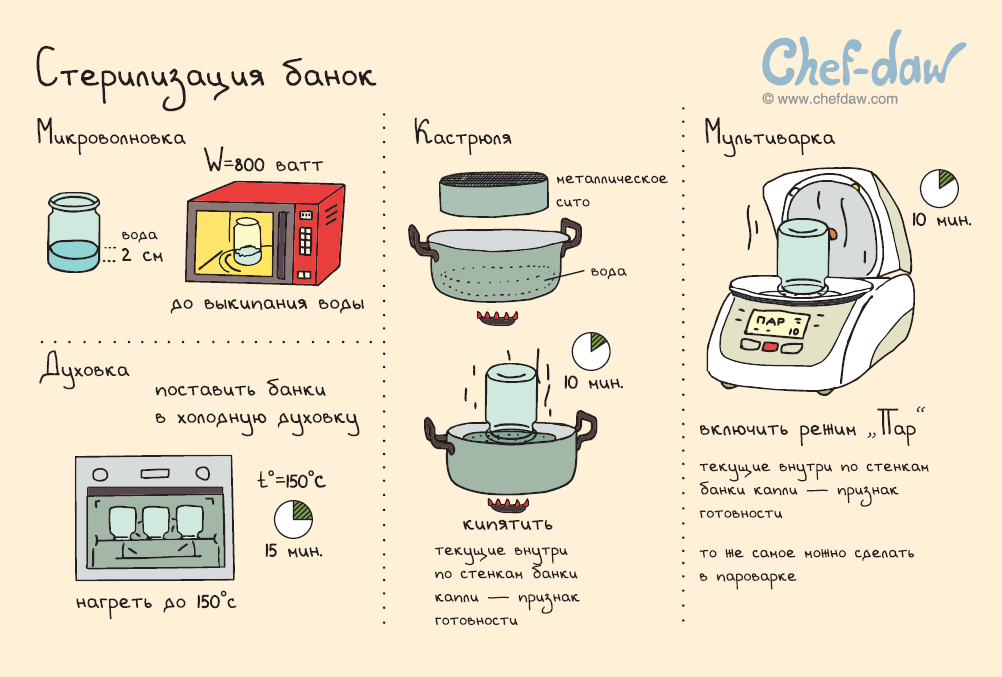 Стерилизация банок
Chef-daw
© www.chefdaw.com
Микроволновка
W=800 ватт
вода
2 см
до выкипания воды
Духовка
поставить банки
в холодную духовку
t°=150°c
15 мин.
нагреть до 150°c
Кастрюля
металлическое
сито
вода
10 мин.
кипятить
текущие внутри
по стенкам банки
капли — признак
готовности
Мультиварка
10 мин.
ПАР
10
включить режим „Пар“
текущие внутри по стенкам
банки капли — признак
готовности
то же самое можно сделать
в пароварке